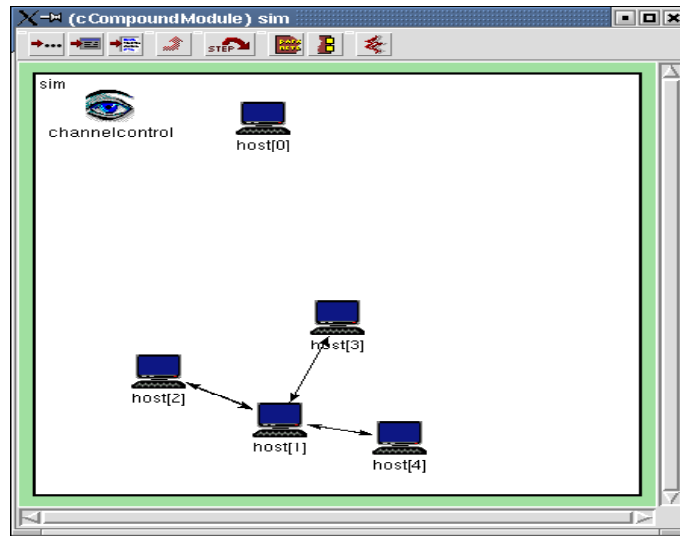 (cCompoundModule) sim
STEP
sim
channelcontrol
host[0]
host[3]
host[2]
host[1]
host[4]